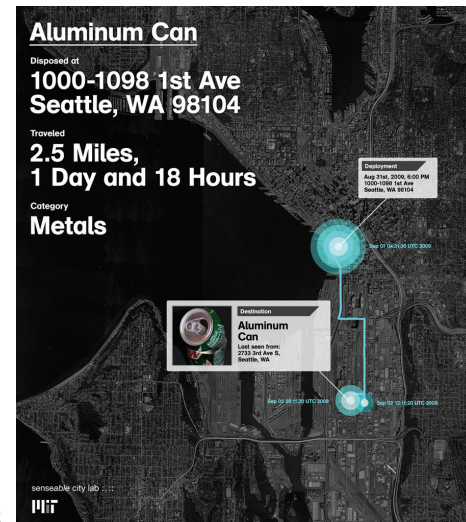 Aluminum Can
Disposed at
1000-1098 1st Ave
Seattle, WA 98104
Traveled
2.5 Miles,
1 Day and 18 Hours
Category
Metals
Deployment
Aug 31st, 2009, 6:00 PM
1000-1098 1st Ave
Seattle, WA 98104
Sep 01 04:31:36 UTC 2009
Destination
Aluminum
Can
Last seen from:
2733 3rd Ave S,
Seattle, WA
UTC 2009
Sep 02 12:11:20 UTC 2009
senseable city lab :.::
MIT